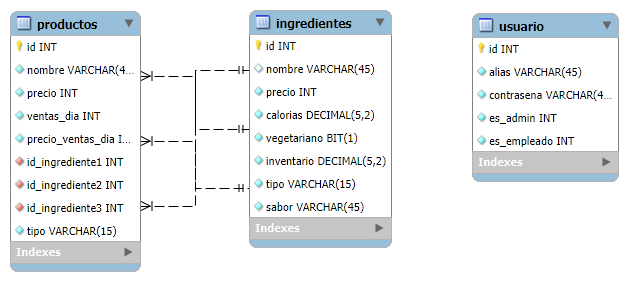 productos
id INT
nombre VARCHAR(4...
precio INT
ventas_dia INT
precio_ventas_dia I...
id_ingrediente1 INT
id_ingrediente2 INT
id_ingrediente3 INT
tipo VARCHAR(15)
Indexes
ingredientes
id INT
nombre VARCHAR(45)
precio INT
calorias DECIMAL(5,2)
vegetariano BIT(1)
inventario DECIMAL(5,2)
tipo VARCHAR(15)
sabor VARCHAR(45)
Indexes
usuario
id INT
alias VARCHAR(45)
contrasena VARCHAR(4...
es_admin INT
es_empleado INT
Indexes